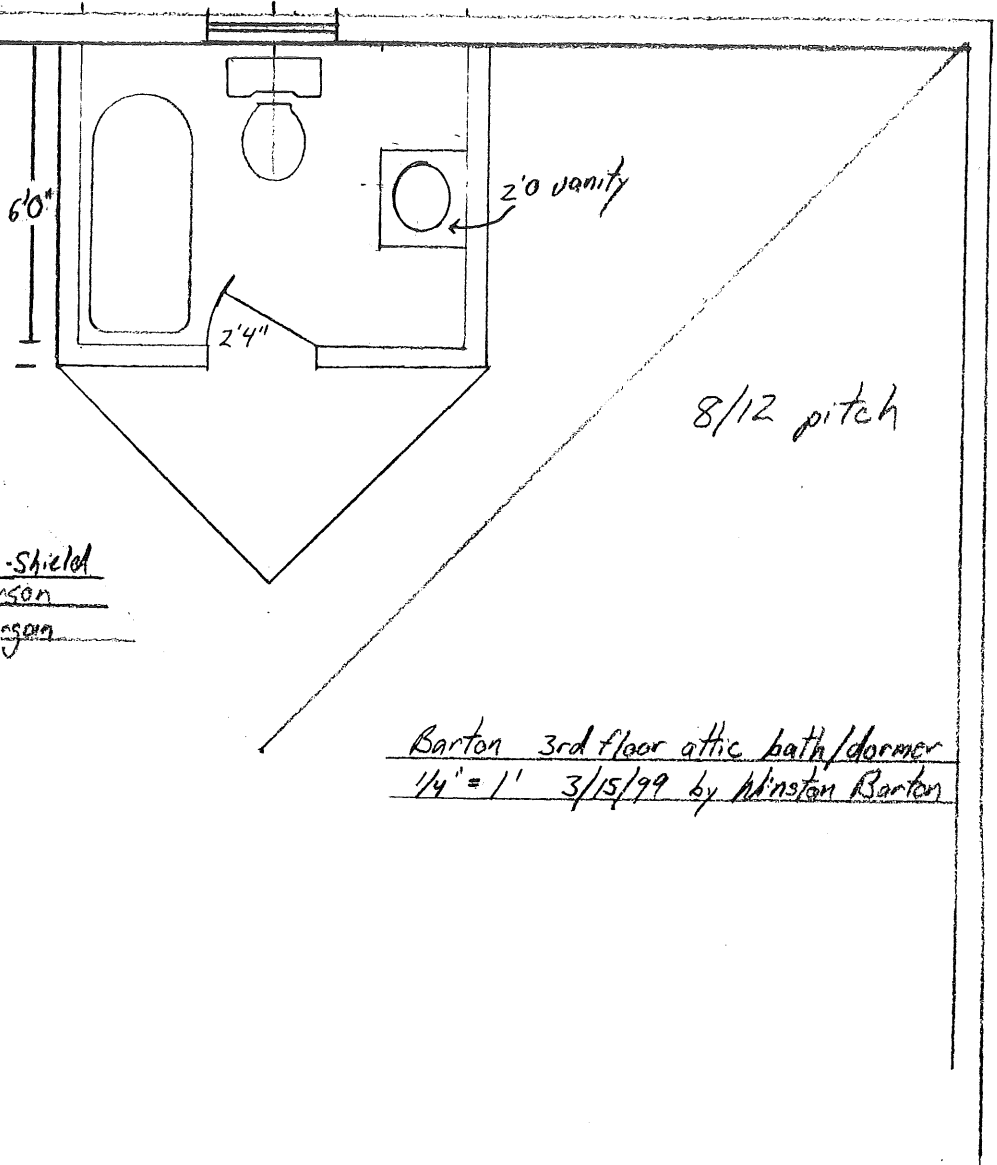 6'0"
2'0 vanity
2'4"
8/12 pitch
-Shield
Barton 3rd floor attic bath/dormer
1/4" = 1' 3/15/99 by Winston Barton